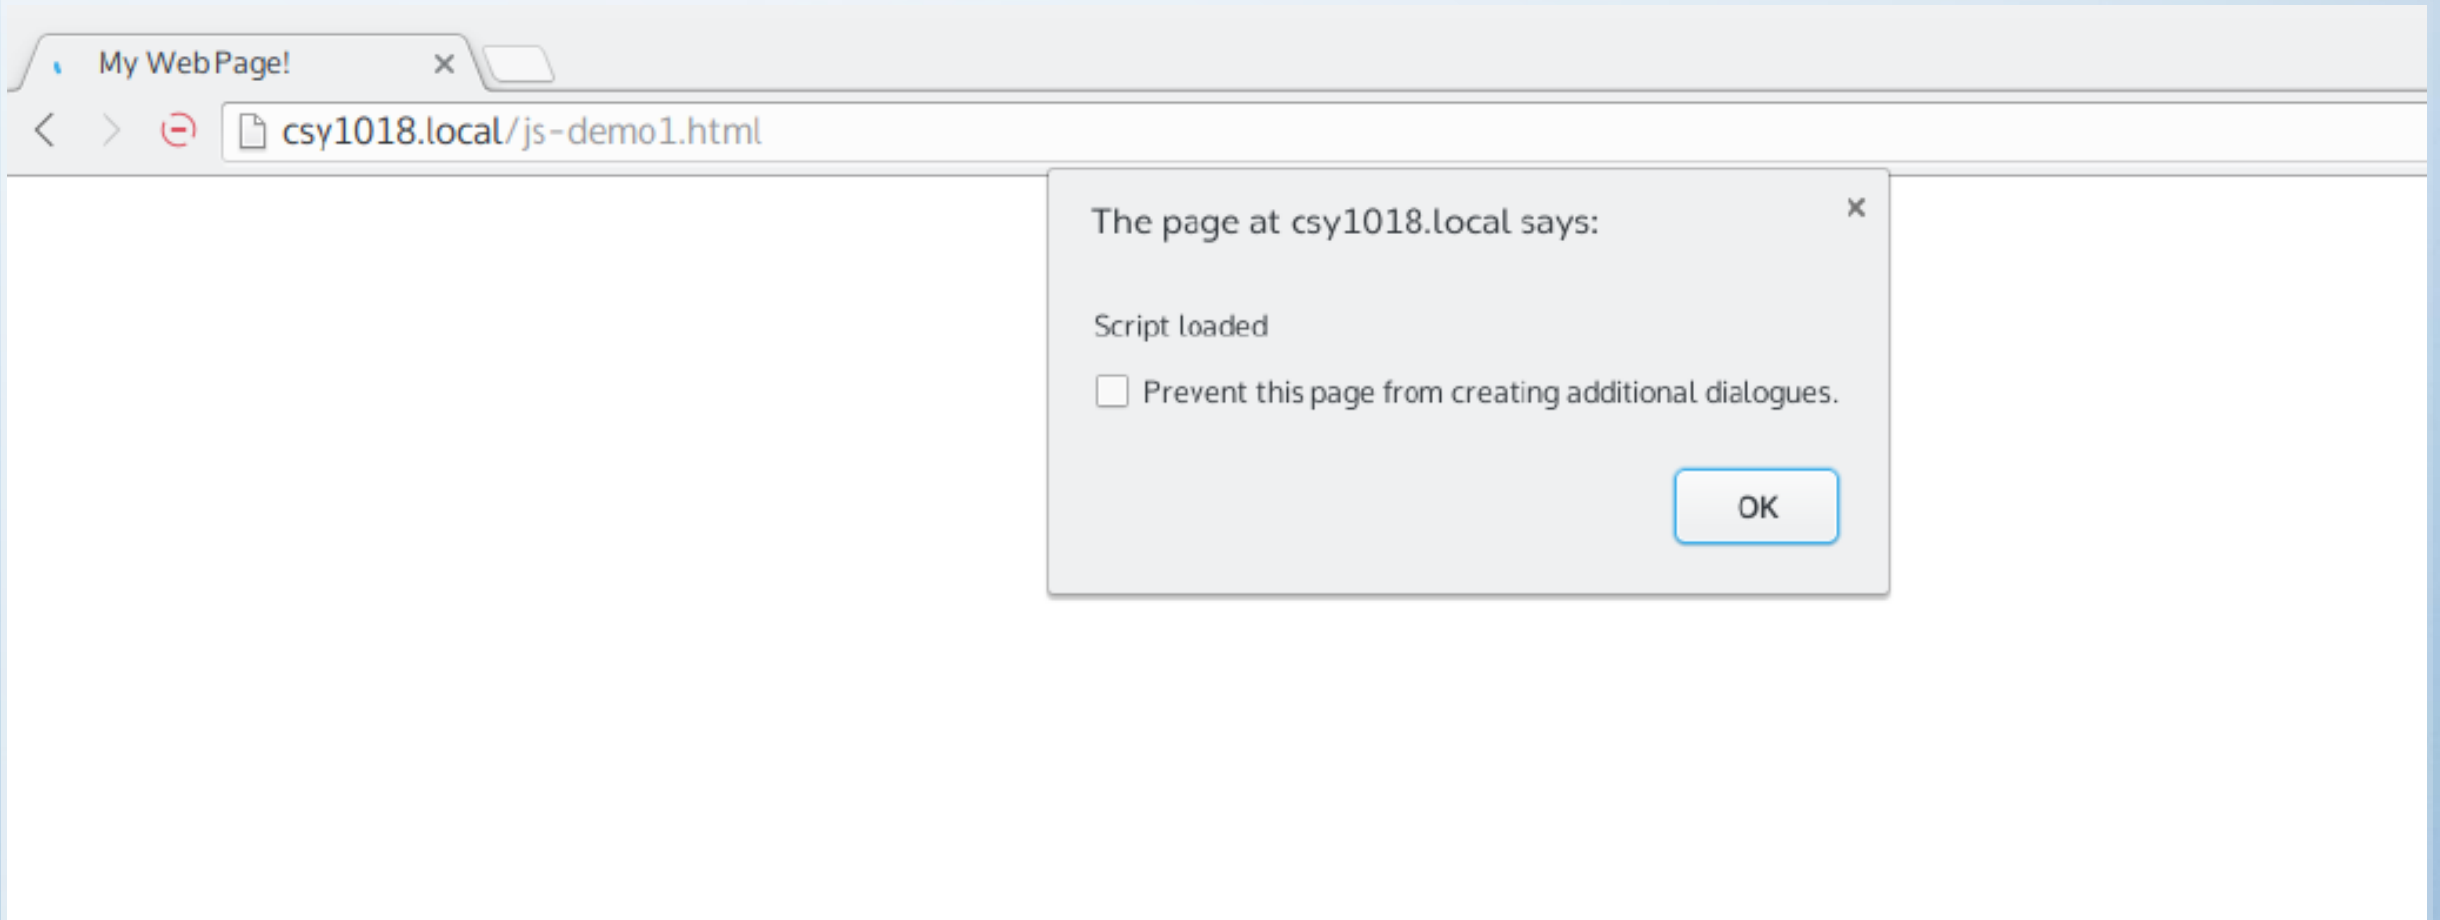 My Web Page!
csy1018.local/js-demo1.html
The page at csy1018.local says:
Script loaded
Prevent this page from creating additional dialogues.
OK